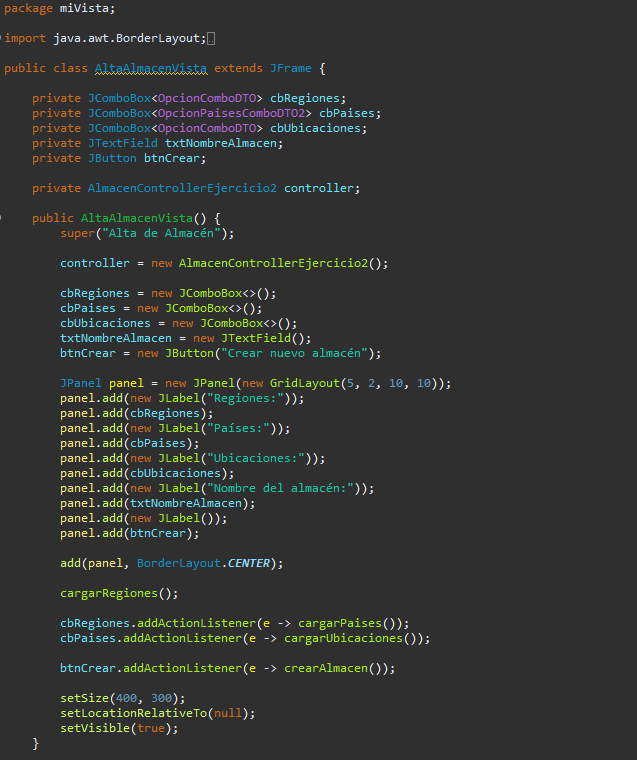 package miVista;
import java.awt.BorderLayout;
public class AltaAlmacenVista extends JFrame {
private JComboBox<OpcionComboDTO> cbRegiones;
private JComboBox<OpcionPaisesComboDTO2> cbPaises;
private JComboBox<OpcionComboDTO> cbUbicaciones;
private JTextField txtNombreAlmacen;
private JButton btnCrear;
private AlmacenControllerEjercicio2 controller;
public AltaAlmacenVista() {
super("Alta de Almacén");
controller = new AlmacenControllerEjercicio2();
cbRegiones = new JComboBox<>();
cbPaises = new JComboBox<>();
cbUbicaciones = new JComboBox<>();
txtNombreAlmacen = new JTextField();
btnCrear = new JButton("Crear nuevo almacén");
JPanel panel = new JPanel(new GridLayout(5, 2, 10, 10));
panel.add(new JLabel("Regiones:"));
panel.add(cbRegiones);
panel.add(new JLabel("Países:"));
panel.add(cbPaises);
panel.add(new JLabel("Ubicaciones:"));
panel.add(cbUbicaciones);
panel.add(new JLabel("Nombre del almacén:"));
panel.add(txtNombreAlmacen);
panel.add(new JLabel());
panel.add(btnCrear);
add(panel, BorderLayout.CENTER);
cargarRegiones();
cbRegiones.addActionListener(e -> cargarPaises());
cbPaises.addActionListener(e -> cargarUbicaciones());
btnCrear.addActionListener(e -> crearAlmacen());
setSize(400, 300);
setLocationRelativeTo(null);
setVisible(true);
}